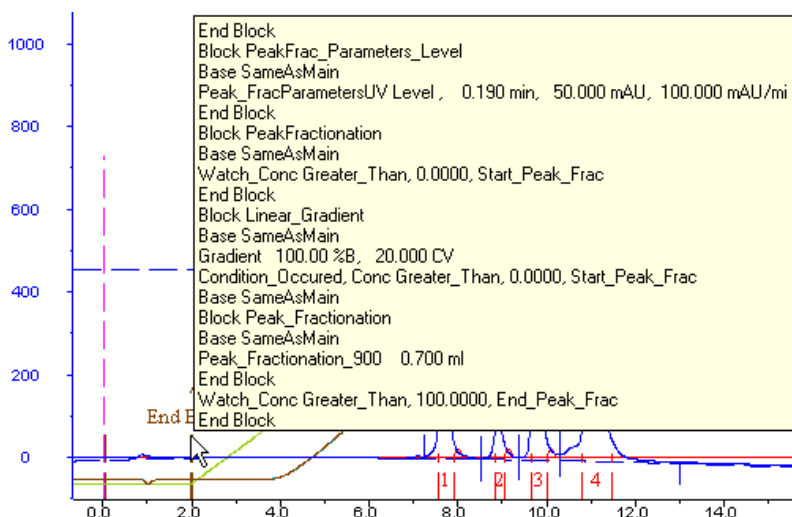 End Block
Block PeakFrac_Parameters_Level
Base SameAsMain
Peak_FracParametersUV Level , 0.190 min, 50.000 mAU, 100.000 mAU/mi
End Block
Block PeakFractionation
Base SameAsMain
Watch_Conc Greater_Than, 0.0000, Start_Peak_Frac
End Block
Block Linear_Gradient
Base SameAsMain
Gradient 100.00 %B, 20.000 CV
Condition_Occured, Conc Greater_Than, 0.0000, Start_Peak_Frac
Base SameAsMain
Block Peak_Fractionation
Base SameAsMain
Peak_Fractionation_900 0.700 ml
End Block
Watch_Conc Greater_Than, 100.0000, End_Peak_Frac
End Block
1000
800
600
400
200
0
End B
1 2 3 4
0.0 2.0 4.0 6.0 8.0 10.0 12.0 14.0